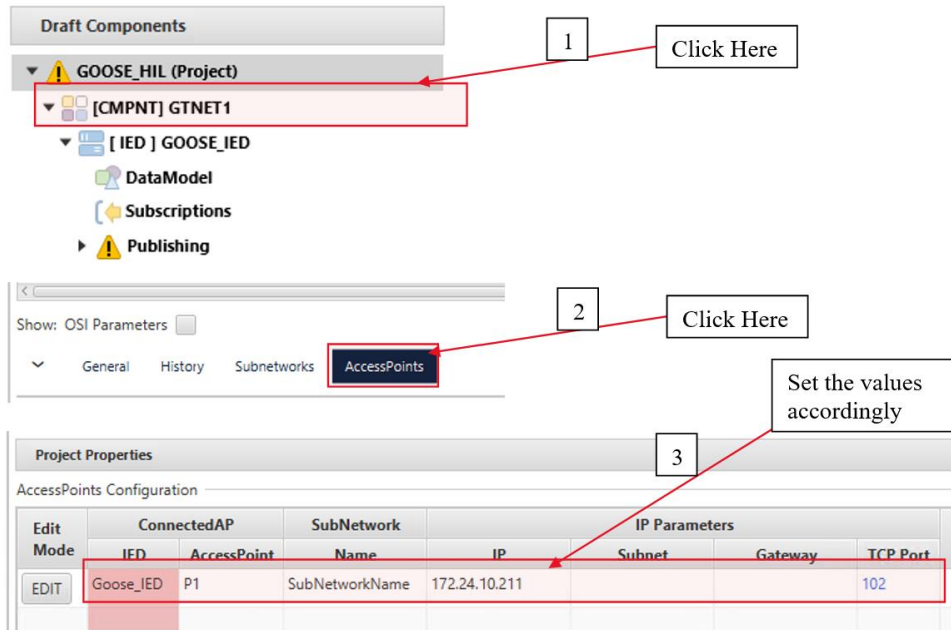 Draft Components
1
Click Here
GOOSE_HIL (Project)
[CMPNT] GTNET1
[ IED ] GOOSE_IED
DataModel
Subscriptions
Publishing
2
Click Here
Show: OSI Parameters
General History Subnetworks AccessPoints
Set the values
accordingly
3
Project Properties
AccessPoints Configuration
Edit Mode ConnectedAP SubNetwork IP Parameters
IED AccessPoint Name IP Subnet Gateway TCP Port
EDIT Goose_IED P1 SubNetworkName 172.24.10.211 102